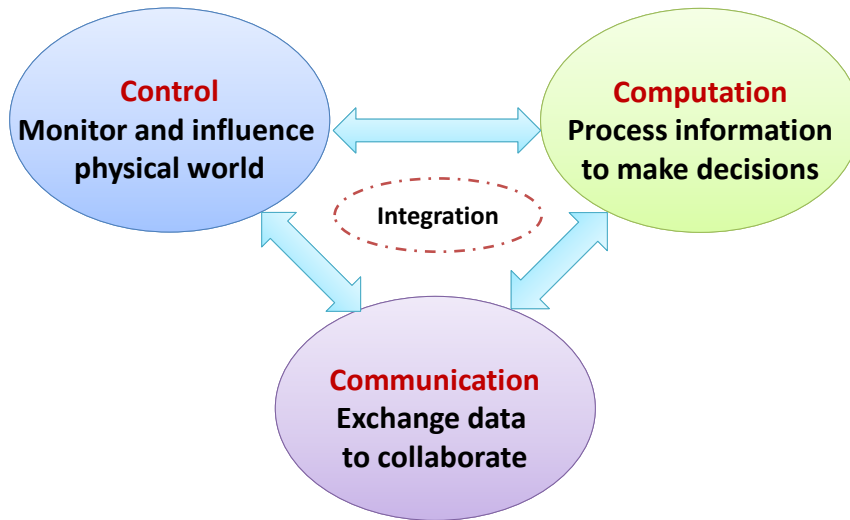 Control
Monitor and influence
physical world
Computation
Process information
to make decisions
Integration
Communication
Exchange data
to collaborate